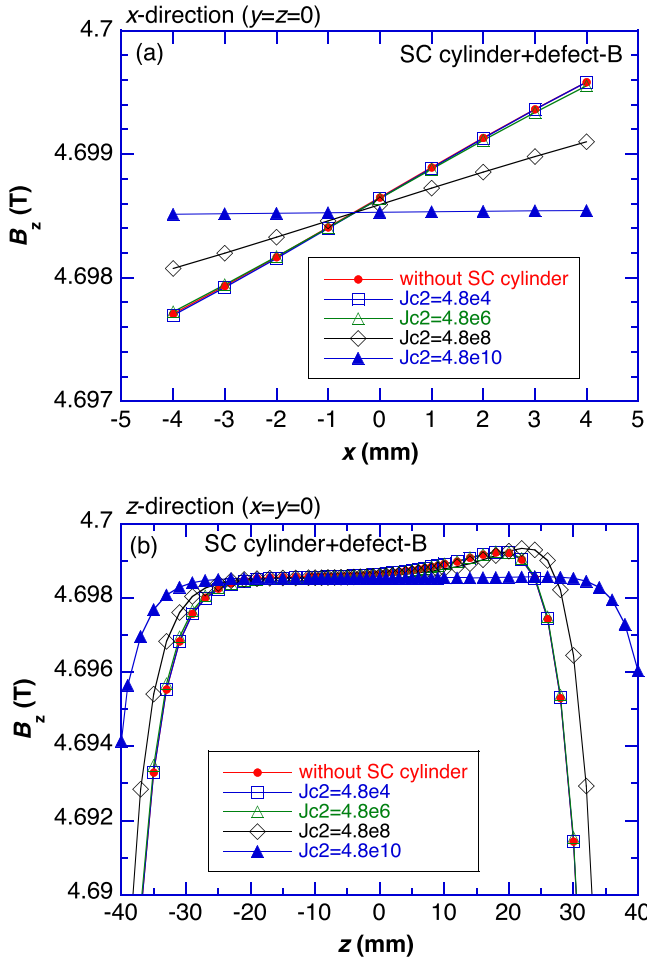 x-direction (y=z=0)
4.7
(a)
SC cylinder+defect-B
4.699
Bz (T)
4.698
without SC cylinder
Jc2=4.8e4
Jc2=4.8e6
Jc2=4.8e8
Jc2=4.8e10
4.697
-5 -4 -3 -2 -1 0 1 2 3 4 5
x (mm)
z-direction (x=y=0)
4.7
(b)
SC cylinder+defect-B
4.698
4.696
Bz (T)
4.694
without SC cylinder
Jc2=4.8e4
4.692
Jc2=4.8e6
Jc2=4.8e8
Jc2=4.8e10
4.69
-40 -30 -20 -10 0 10 20 30 40
z (mm)